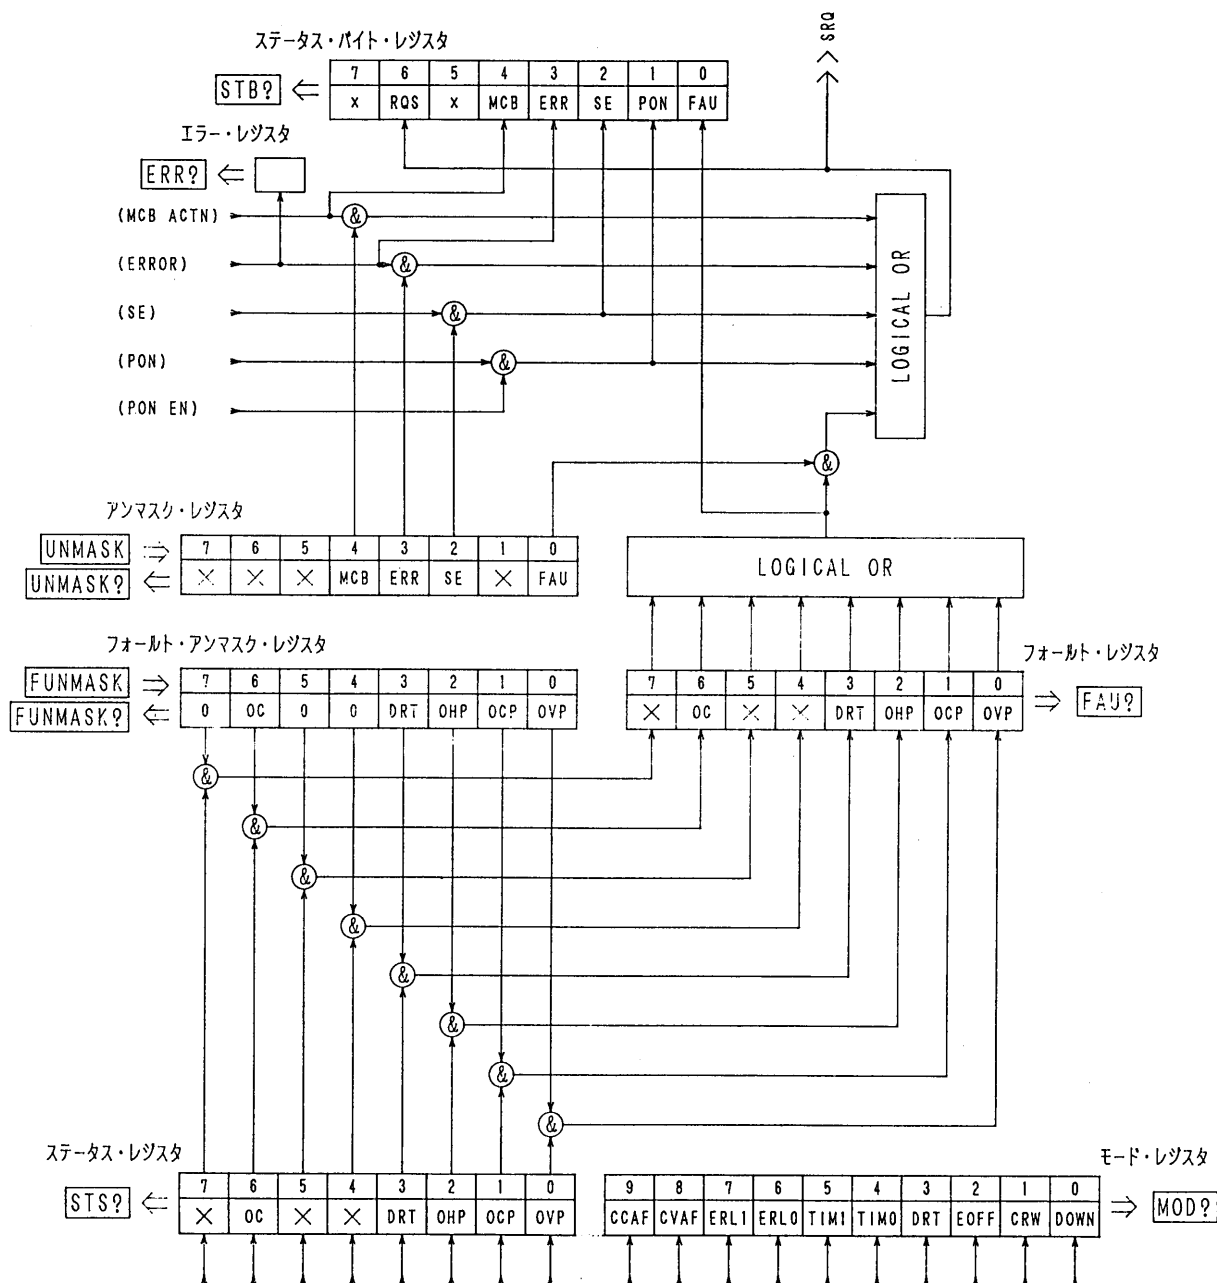 SRQ
ステータス・バイト・レジスタ
7 6 5 4 3 2 1 0
STB? × RQS × MCB ERR SE PON FAU
エラー・レジスタ
ERR?
(MCB ACTN) &
(ERROR) &
(SE) &
(PON) &
(PON EN)
LOGICAL OR
&
アンマスク・レジスタ
UNMASK 7 6 5 4 3 2 1 0
UNMASK? × × × MCB ERR SE × FAU
LOGICAL OR
フォールト・アンマスク・レジスタ
FUNMASK 7 6 5 4 3 2 1 0
FUNMASK? 0 OC 0 0 DRT OHP OCP OVP
フォールト・レジスタ
7 6 5 4 3 2 1 0
× OC × × DRT OHP OCP OVP FAU?
&
&
&
&
&
&
&
&
ステータス・レジスタ
7 6 5 4 3 2 1 0
STS? × OC × × DRT OHP OCP OVP
モード・レジスタ
9 8 7 6 5 4 3 2 1 0
CCAF CVAF ERL1 ERL0 TIM1 TIM0 DRT EOFF CRW DOWN MOD?